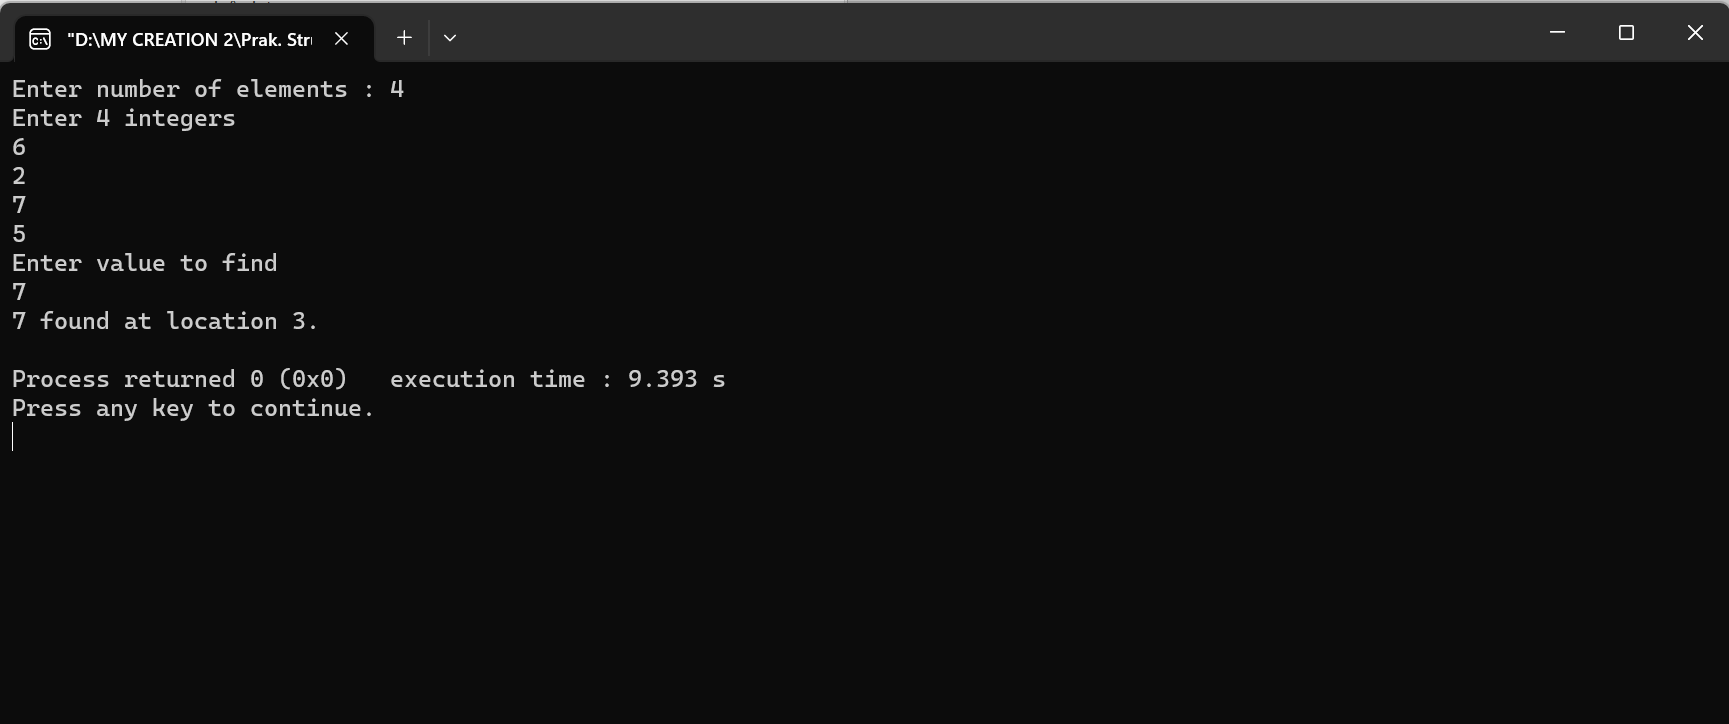 "D:\MY CREATION 2\Prak. Str
Enter number of elements : 4
Enter 4 integers
6
2
7
5
Enter value to find
7
7 found at location 3.
Process returned 0 (0x0)   execution time : 9.393 s
Press any key to continue.